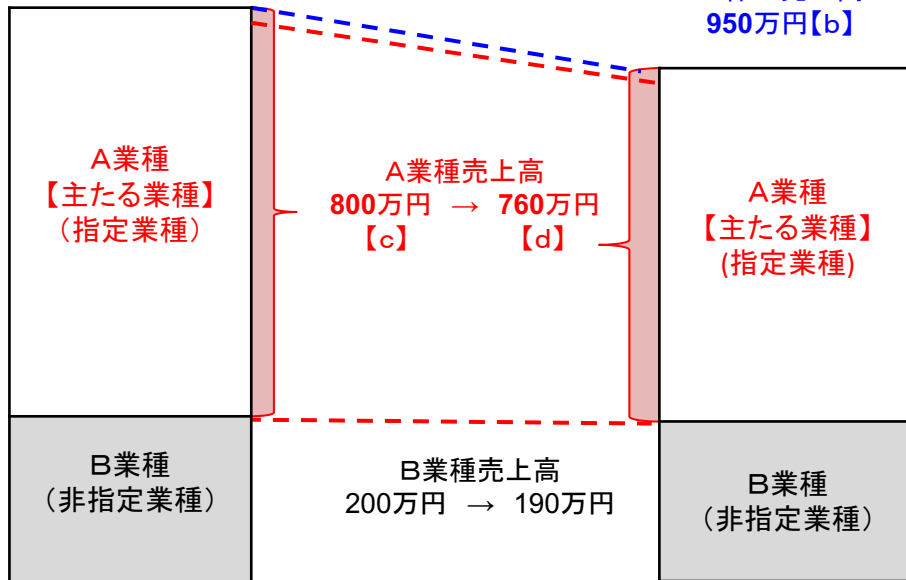 950万円【b】
A業種
【主たる業種】
（指定業種）
A業種売上高
800万円 → 760万円
【c】 【d】
A業種
【主たる業種】
(指定業種)
B業種
（非指定業種）
B業種売上高
200万円 → 190万円
B業種
（非指定業種）